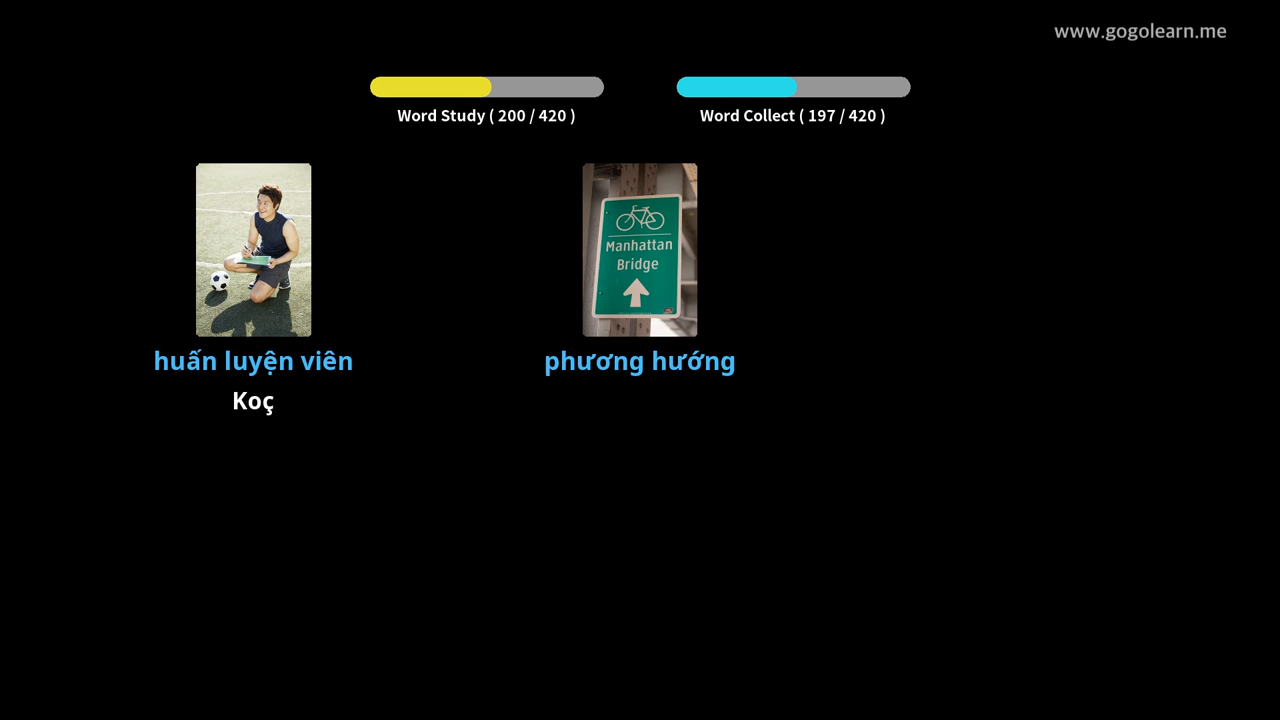 www.gogolearn.me
Word Study ( 200 / 420 )
Word Collect ( 197 / 420 )
Manhattan
Bridge
huấn luyện viên
phương hướng
Koç